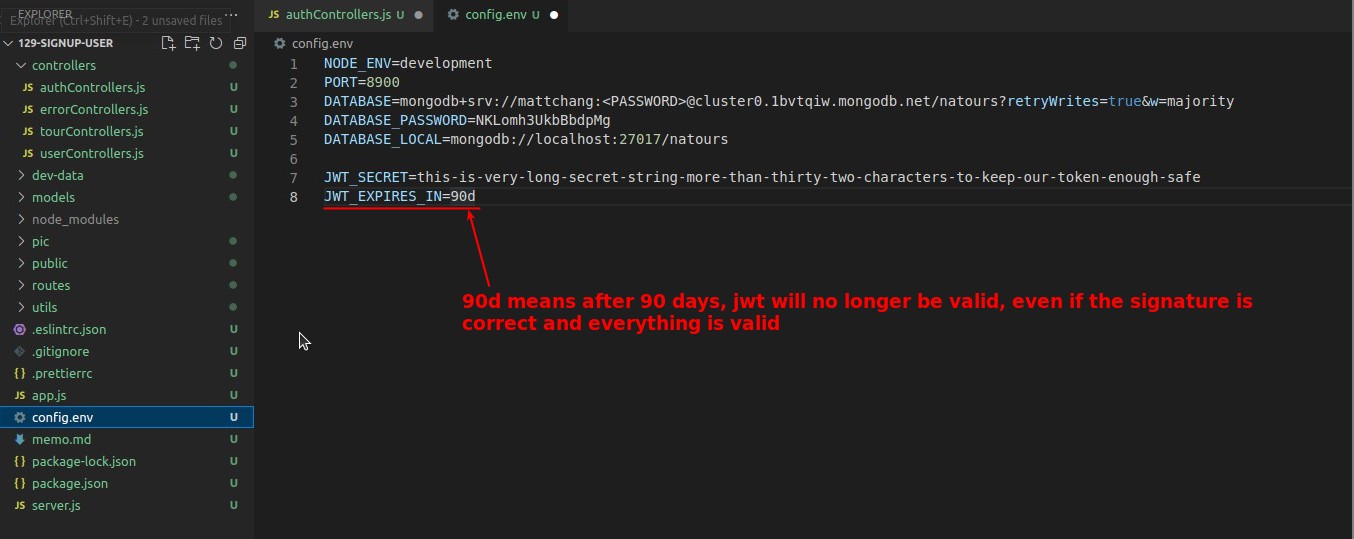 EXPLORER
Explorer (Ctrl+Shift+E) - 2 unsaved files
···
JS authControllers.js U
config.env U
129-SIGNUP-USER
config.env
controllers
JS authControllers.js U
JS errorControllers.js U
JS tourControllers.js U
JS userControllers.js U
dev-data
models
node_modules
pic
public
routes
utils
.eslintrc.json U
.gitignore U
{ } .prettierrc U
JS app.js U
config.env U
memo.md U
{ } package-lock.json U
{ } package.json U
JS server.js U
1 NODE_ENV=development
2 PORT=8900
3 DATABASE=mongodb+srv://mattchang:<PASSWORD>@cluster0.1bvtqiw.mongodb.net/natours?retryWrites=true&w=majority
4 DATABASE_PASSWORD=NKLomh3UkbBbdpMg
5 DATABASE_LOCAL=mongodb://localhost:27017/natours
6
7 JWT_SECRET=this-is-very-long-secret-string-more-than-thirty-two-characters-to-keep-our-token-enough-safe
8 JWT_EXPIRES_IN=90d
90d means after 90 days, jwt will no longer be valid, even if the signature is
correct and everything is valid